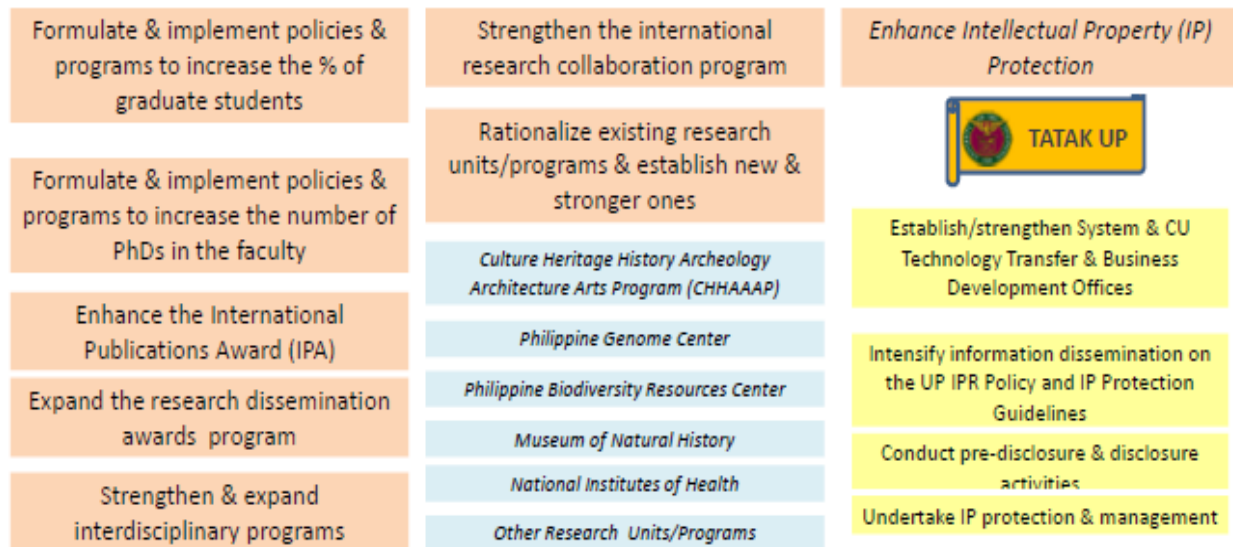 Formulate & implement policies &
programs to increase the % of
graduate students
Formulate & implement policies &
programs to increase the number of
PhDs in the faculty
Enhance the International
Publications Award (IPA)
Expand the research dissemination
awards program
Strengthen & expand
interdisciplinary programs
Strengthen the international
research collaboration program
Rationalize existing research
units/programs & establish new &
stronger ones
Culture Heritage History Archeology
Architecture Arts Program (CHHAAAP)
Philippine Genome Center
Philippine Biodiversity Resources Center
Museum of Natural History
National Institutes of Health
Other Research Units/Programs
Enhance Intellectual Property (IP)
Protection
TATAK UP
Establish/strengthen System & CU
Technology Transfer & Business
Development Offices
Intensify information dissemination on
the UP IPR Policy and IP Protection
Guidelines
Conduct pre-disclosure & disclosure
activities
Undertake IP protection & management